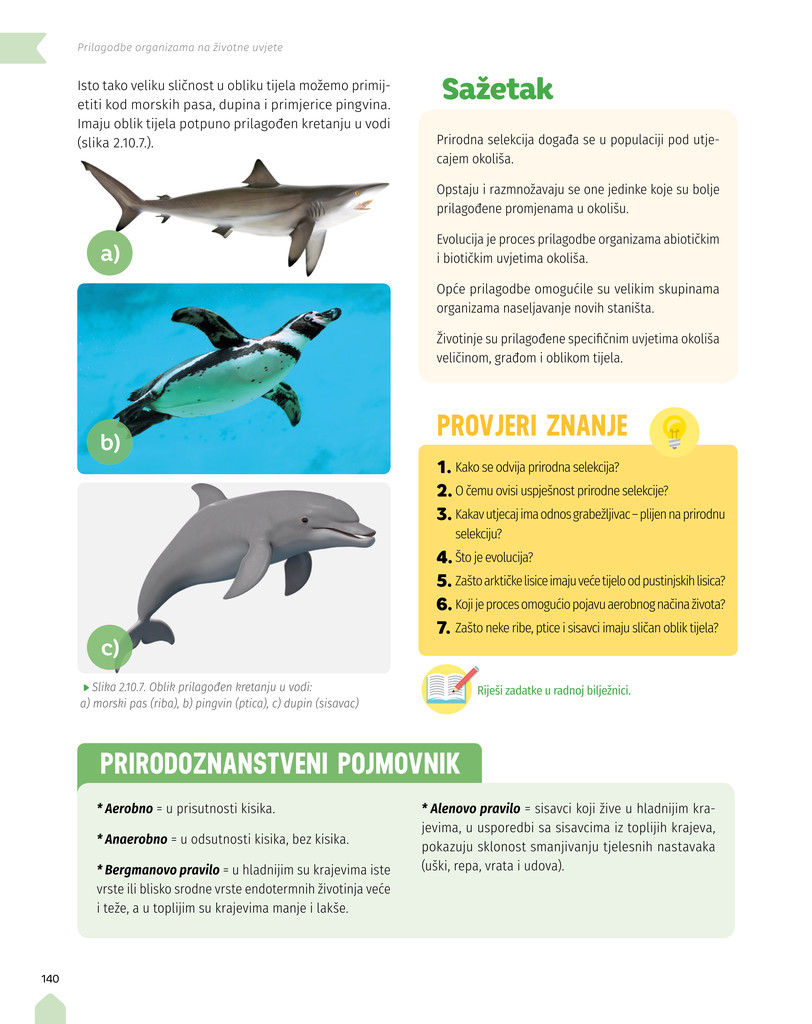 Prilagodbe organizama na životne uvjete
Isto tako veliku sličnost u obliku tijela možemo primij-
etiti kod morskih pasa, dupina i primjerice pingvina.
Imaju oblik tijela potpuno prilagođen kretanju u vodi
(slika 2.10.7.).
a)
b)
c)
Slika 2.10.7. Oblik prilagođen kretanju u vodi:
a) morski pas (riba), b) pingvin (ptica), c) dupin (sisavac)
Sažetak
Prirodna selekcija događa se u populaciji pod utje-
cajem okoliša.
Opstaju i razmnožavaju se one jedinke koje su bolje
prilagođene promjenama u okolišu.
Evolucija je proces prilagodbe organizama abiotičkim
i biotičkim uvjetima okoliša.
Opće prilagodbe omogućile su velikim skupinama
organizama naseljavanje novih staništa.
Životinje su prilagođene specifičnim uvjetima okoliša
veličinom, građom i oblikom tijela.
PROVJERI ZNANJE
1. Kako se odvija prirodna selekcija?
2. O čemu ovisi uspješnost prirodne selekcije?
3. Kakav utjecaj ima odnos grabežljivac – plijen na prirodnu
selekciju?
4. Što je evolucija?
5. Zašto arktičke lisice imaju veće tijelo od pustinjskih lisica?
6. Koji je proces omogućio pojavu aerobnog načina života?
7. Zašto neke ribe, ptice i sisavci imaju sličan oblik tijela?
Riješi zadatke u radnoj bilježnici.
PRIRODOZNANSTVENI POJMOVNIK
* Aerobno = u prisutnosti kisika.
* Anaerobno = u odsutnosti kisika, bez kisika.
* Bergmanovo pravilo = u hladnijim su krajevima iste
vrste ili blisko srodne vrste endotermnih životinja veće
i teže, a u toplijim su krajevima manje i lakše.
* Alenovo pravilo = sisavci koji žive u hladnijim kra-
jevima, u usporedbi sa sisavcima iz toplijih krajeva,
pokazuju sklonost smanjivanju tjelesnih nastavaka
(uški, repa, vrata i udova).
140